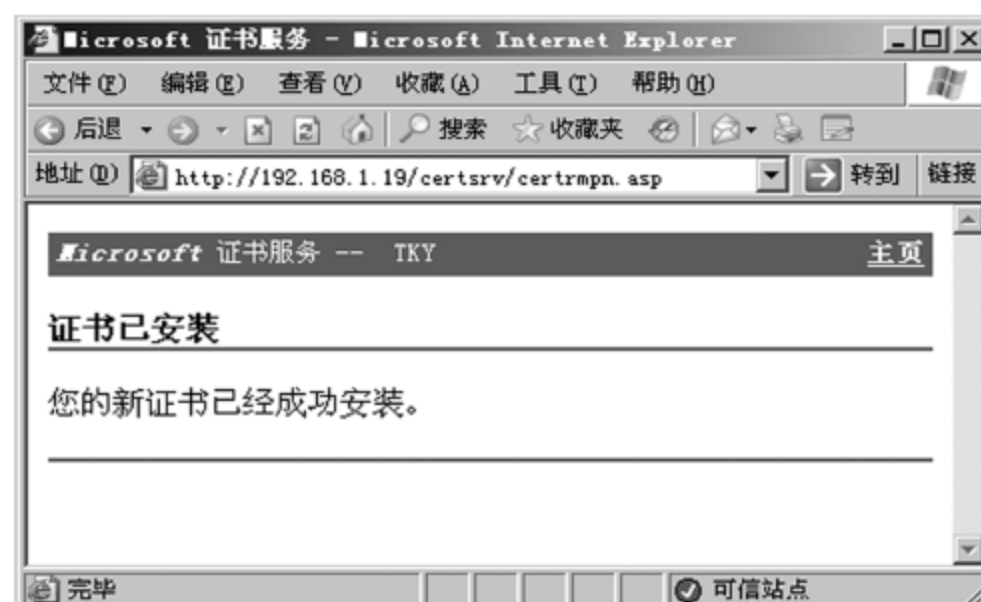 Microsoft 证书服务 - Microsoft Internet Explorer
文件(F) 编辑(E) 查看(V) 收藏(A) 工具(T) 帮助(H)
后退 搜索 收藏夹
地址(D) http://192.168.1.19/certsrv/certrmpn.asp 转到 链接
Microsoft 证书服务 -- TKY 主页
证书已安装
您的新证书已经成功安装。
完毕 可信站点